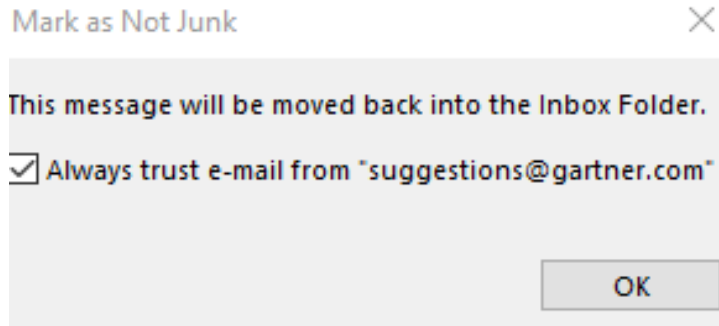 Mark as Not Junk
This message will be moved back into the Inbox Folder.
Always trust e-mail from "suggestions@gartner.com"
OK